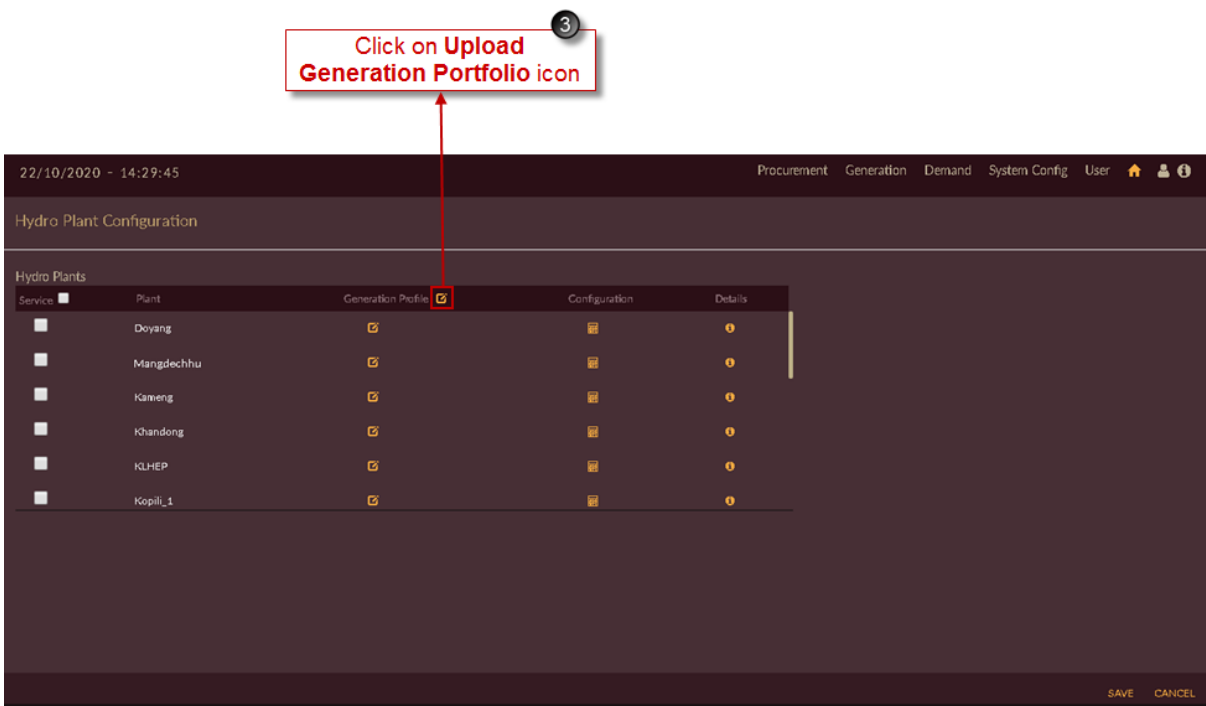 3
Click on Upload
Generation Portfolio icon
22/10/2020 - 14:29:45 Procurement Generation Demand System Config User
Hydro Plant Configuration
Hydro Plants
Service Plant Generation Profile Configuration Details
Doyang
Mangdechhu
Kameng
Khandong
KLHEP
Kopili_1
SAVE CANCEL